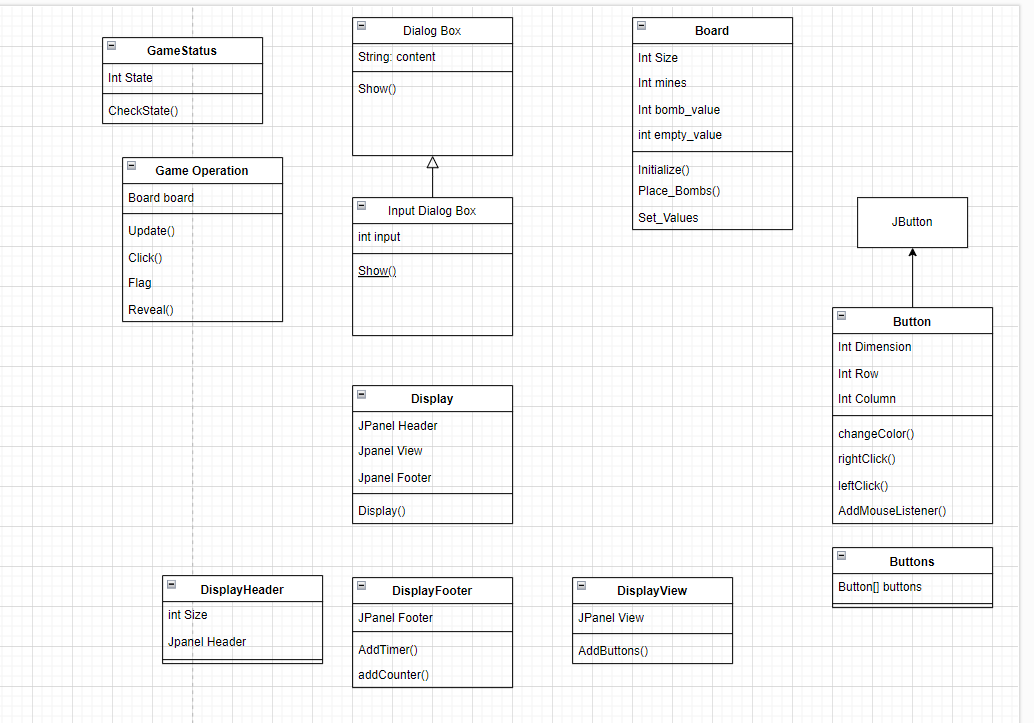 GameStatus
Int State
CheckState()
Dialog Box
String: content
Show()
Board
Int Size
Int mines
Int bomb_value
int empty_value
Initialize()
Place_Bombs()
Set_Values
Game Operation
Board board
Update()
Click()
Flag
Reveal()
Input Dialog Box
int input
Show()
JButton
Button
Int Dimension
Int Row
Int Column
changeColor()
rightClick()
leftClick()
AddMouseListener()
Display
JPanel Header
Jpanel View
Jpanel Footer
Display()
Buttons
Button[] buttons
DisplayHeader
int Size
Jpanel Header
DisplayFooter
JPanel Footer
AddTimer()
addCounter()
DisplayView
JPanel View
AddButtons()